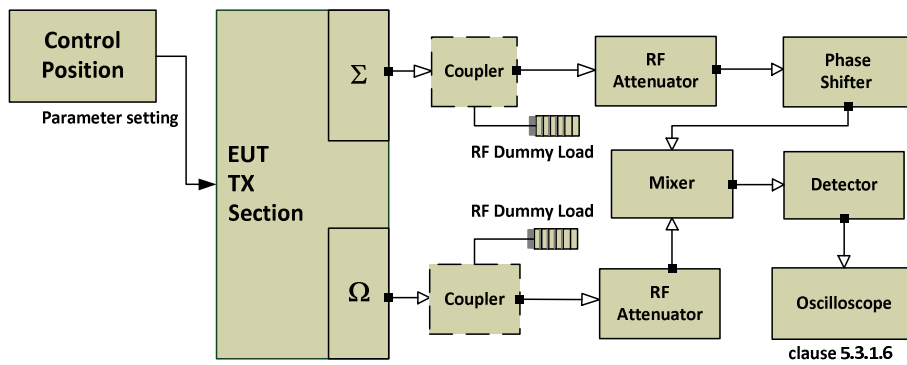 Control
Position
Parameter setting
EUT
TX
Section
Σ
Ω
Coupler
RF Dummy Load
RF
Attenuator
Phase
Shifter
Mixer
Detector
RF Dummy Load
Coupler
RF
Attenuator
Oscilloscope
clause 5.3.1.6